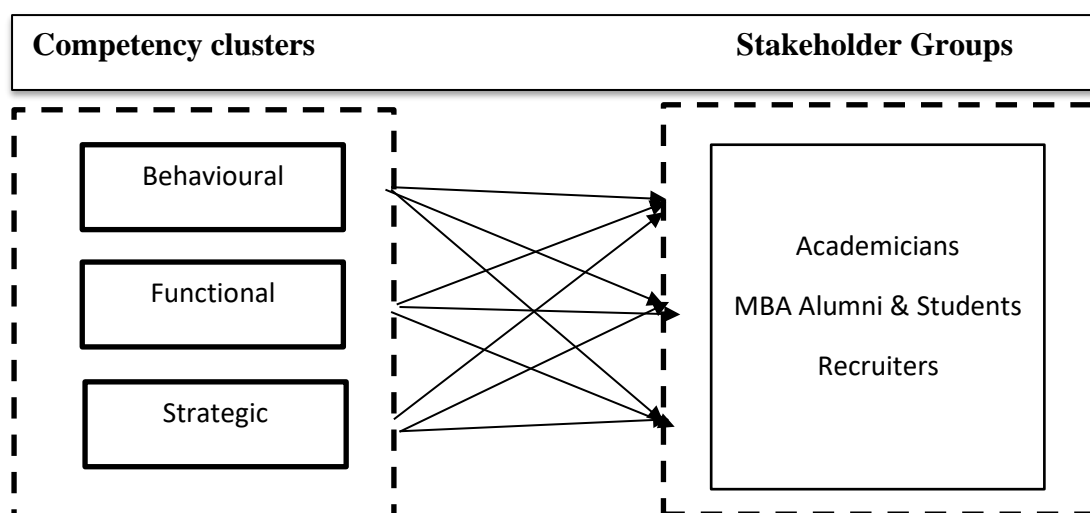 Competency clusters
Stakeholder Groups
Behavioural
Functional
Strategic
Academicians
MBA Alumni & Students
Recruiters